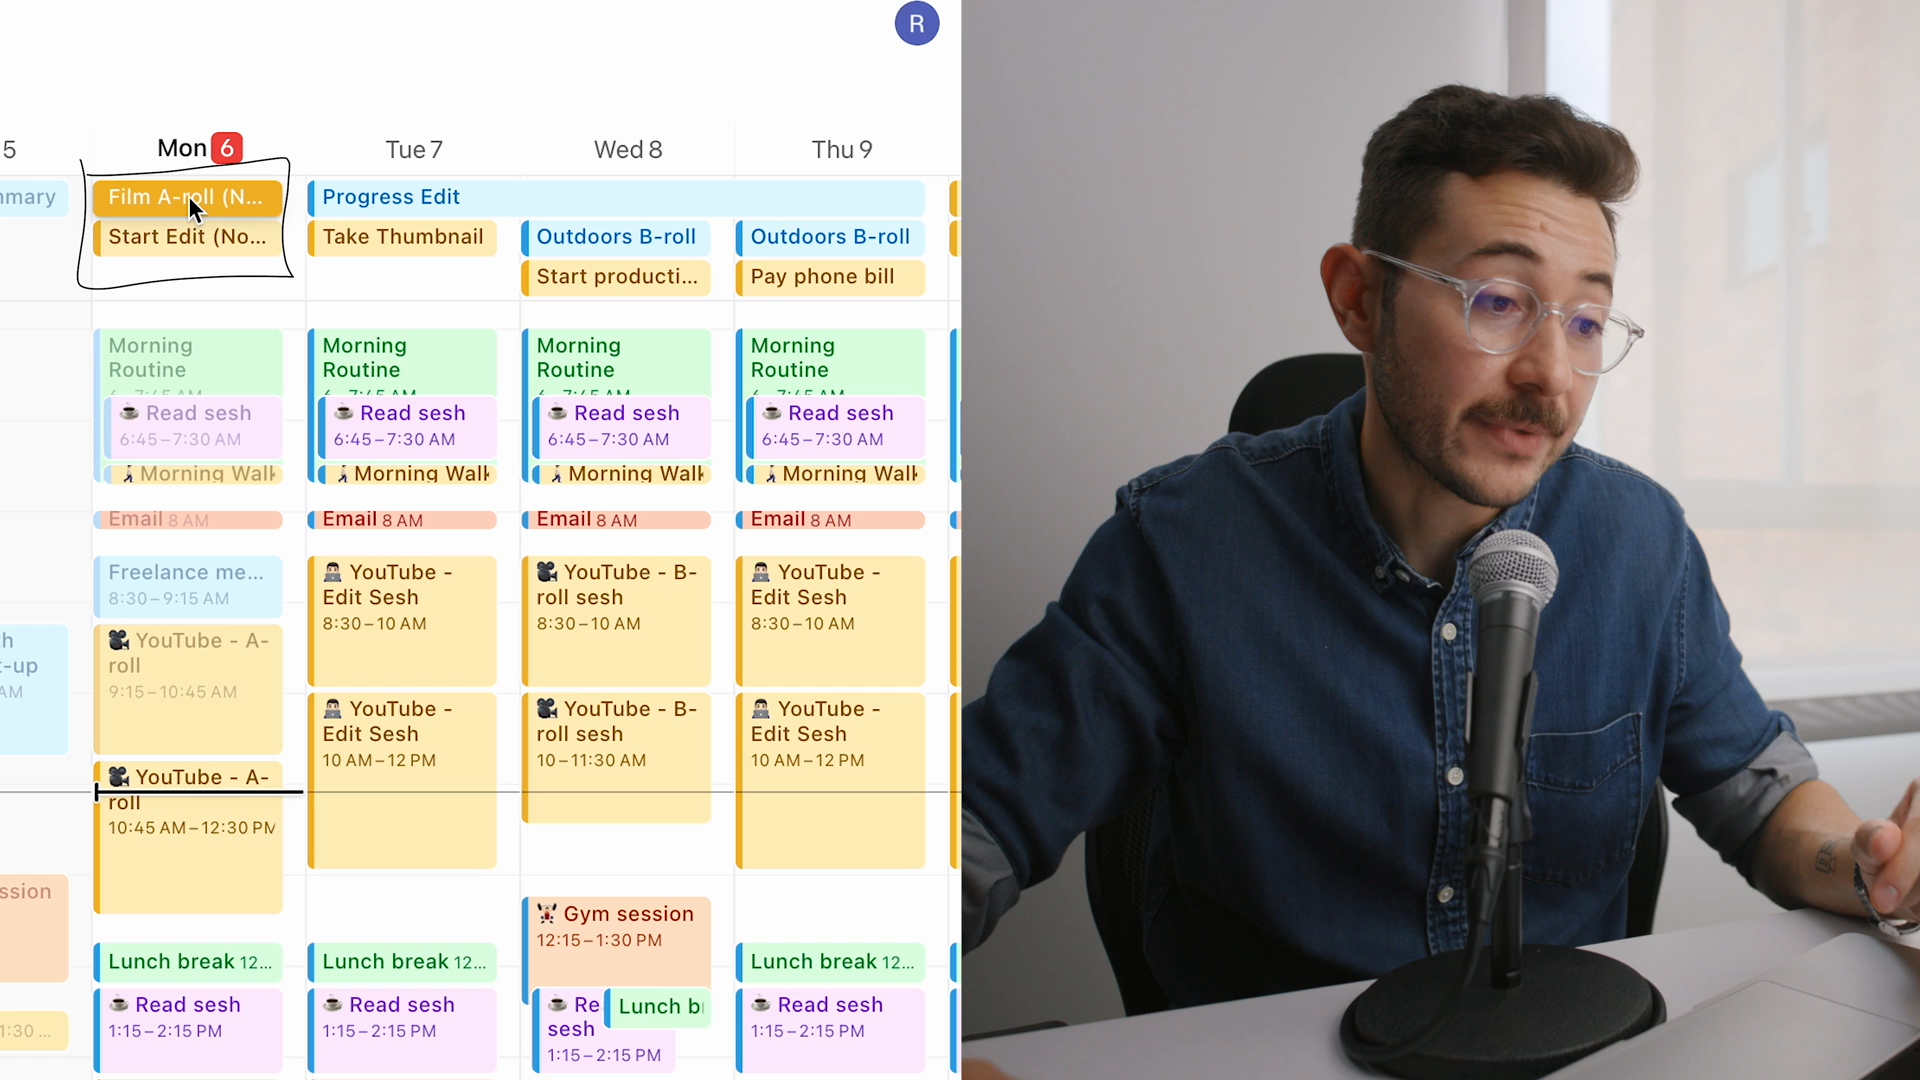 R
5
Mon 6
Tue 7
Wed 8
Thu 9
mmary
Film A-roll (N...
Progress Edit
Start Edit (No...
Take Thumbnail
Outdoors B-roll
Outdoors B-roll
Start producti...
Pay phone bill
Morning
Routine
Morning
Routine
Morning
Routine
Morning
Routine
Read sesh
6:45–7:30 AM
Read sesh
6:45–7:30 AM
Read sesh
6:45–7:30 AM
Read sesh
6:45–7:30 AM
Morning Walk
Morning Walk
Morning Walk
Morning Walk
Email 8 AM
Email 8 AM
Email 8 AM
Email 8 AM
Freelance me...
8:30–9:15 AM
YouTube -
Edit Sesh
8:30–10 AM
YouTube - B-
roll sesh
8:30–10 AM
YouTube -
Edit Sesh
8:30–10 AM
h
t-up
AM
YouTube - A-
roll
9:15–10:45 AM
YouTube -
Edit Sesh
10 AM–12 PM
YouTube - B-
roll sesh
10–11:30 AM
YouTube -
Edit Sesh
10 AM–12 PM
YouTube - A-
roll
10:45 AM–12:30 PM
ssion
Gym session
12:15–1:30 PM
Lunch break 12...
Lunch break 12...
Lunch break 12...
Read sesh
1:15–2:15 PM
Read sesh
1:15–2:15 PM
Re
sesh
1:15–2:15 PM
Lunch br
Read sesh
1:15–2:15 PM
1:30 ...